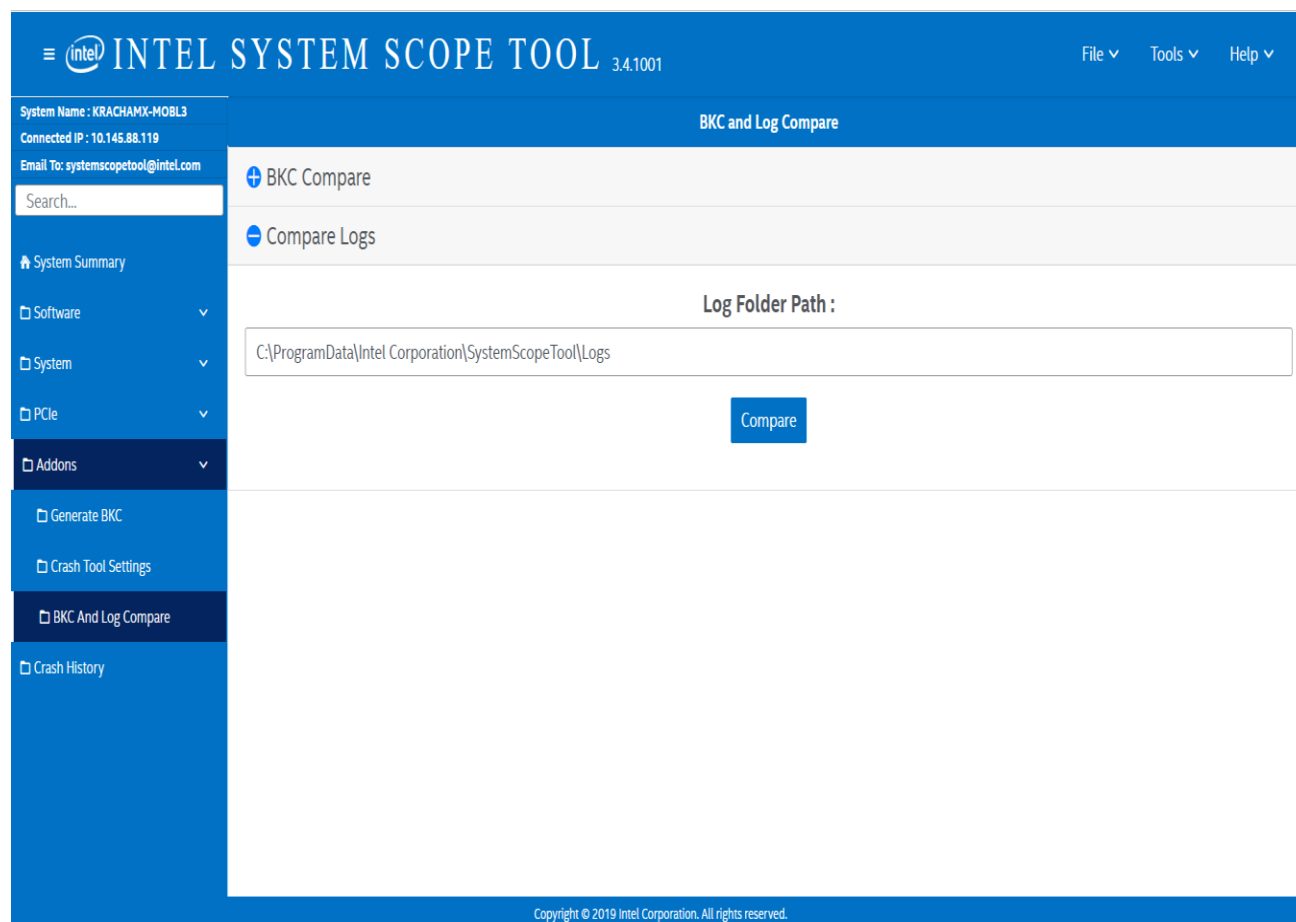 ≡ intel INTEL SYSTEM SCOPE TOOL 3.4.1001
File Tools Help
System Name : KRACHAMX-MOBL3
Connected IP : 10.145.88.119
Email To: systemscopetool@intel.com
Search...
System Summary
Software
System
PCIe
Addons
Generate BKC
Crash Tool Settings
BKC And Log Compare
Crash History
BKC and Log Compare
BKC Compare
Compare Logs
Log Folder Path :
C:\ProgramData\Intel Corporation\SystemScopeTool\Logs
Compare
Copyright © 2019 Intel Corporation. All rights reserved.